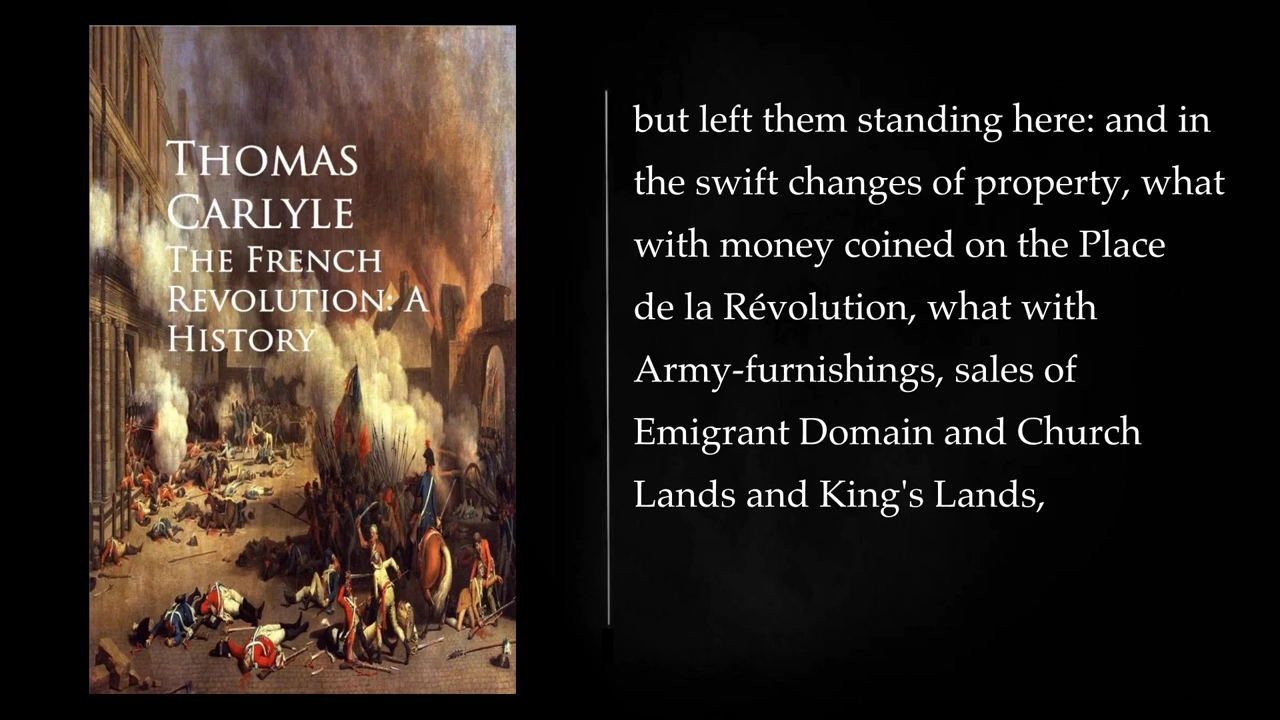 THOMAS
CARLYLE
THE FRENCH
REVOLUTION: A
HISTORY
but left them standing here: and in
the swift changes of property, what
with money coined on the Place
de la Révolution, what with
Army-furnishings, sales of
Emigrant Domain and Church
Lands and King's Lands,